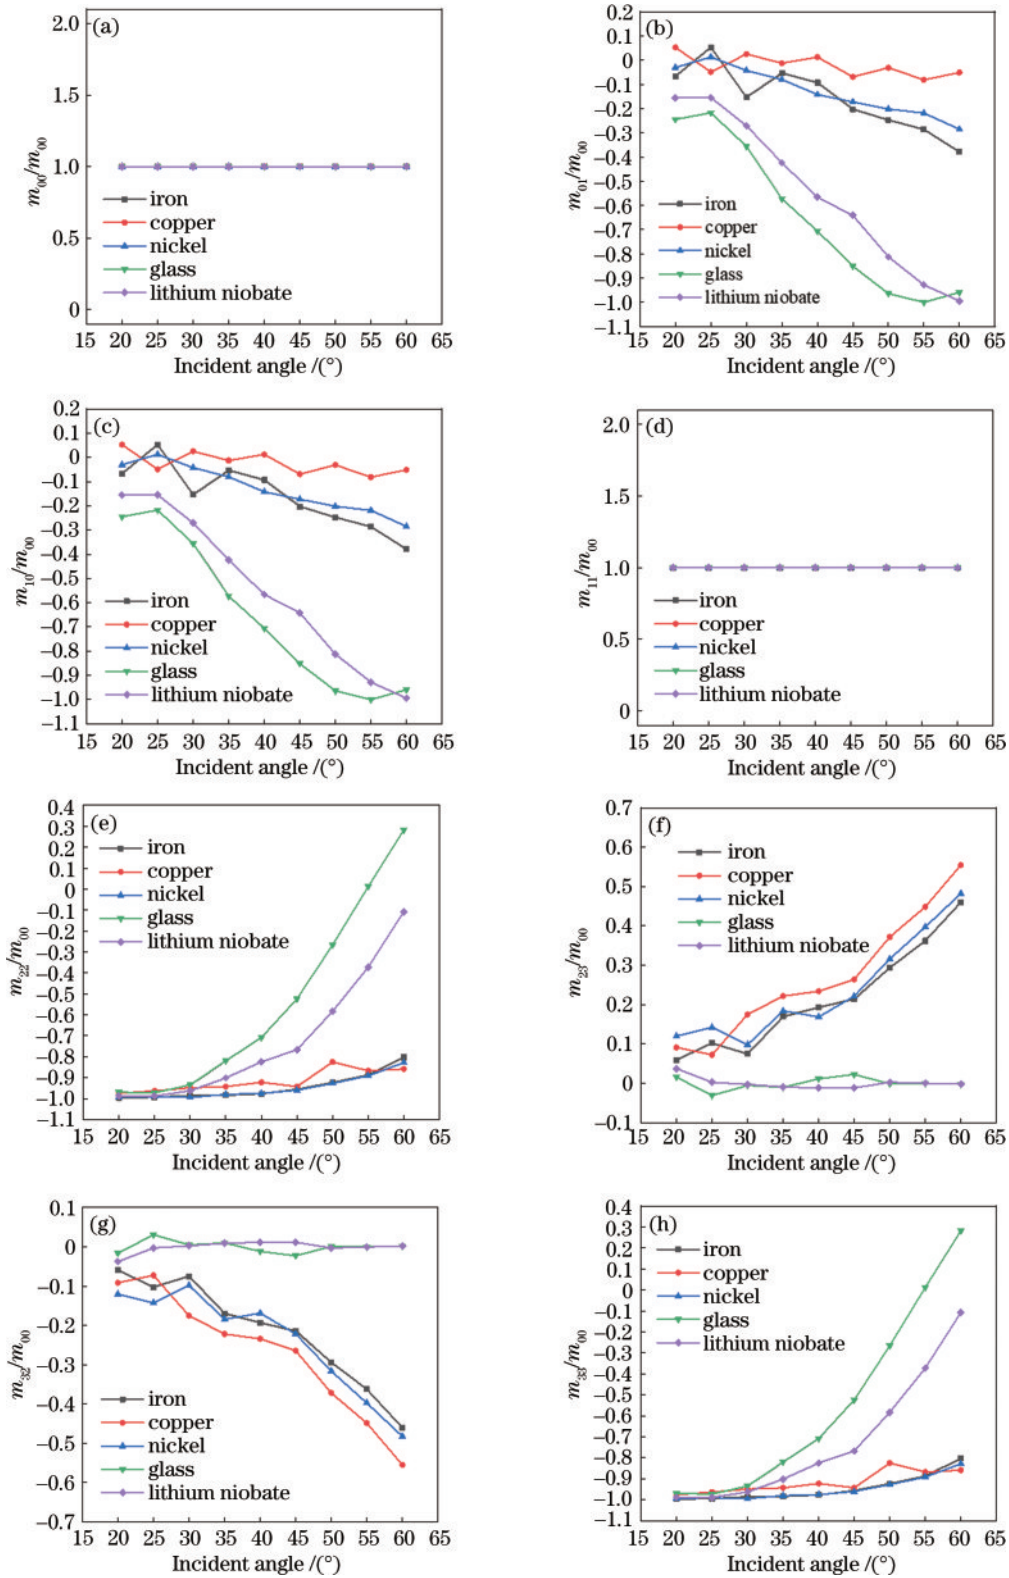 (a)
2.0
1.5
1.0
0.5
0
m00/m00
iron
copper
nickel
glass
lithium niobate
15 20 25 30 35 40 45 50 55 60 65
Incident angle /(°)
(b)
0.2
0.1
0
−0.1
−0.2
−0.3
−0.4
−0.5
−0.6
−0.7
−0.8
−0.9
−1.0
−1.1
m01/m00
iron
copper
nickel
glass
lithium niobate
15 20 25 30 35 40 45 50 55 60 65
Incident angle /(°)
(c)
0.2
0.1
0
−0.1
−0.2
−0.3
−0.4
−0.5
−0.6
−0.7
−0.8
−0.9
−1.0
−1.1
m10/m00
iron
copper
nickel
glass
lithium niobate
15 20 25 30 35 40 45 50 55 60 65
Incident angle /(°)
(d)
2.0
1.5
1.0
0.5
0
m11/m00
iron
copper
nickel
glass
lithium niobate
15 20 25 30 35 40 45 50 55 60 65
Incident angle /(°)
(e)
0.4
0.3
0.2
0.1
0
−0.1
−0.2
−0.3
−0.4
−0.5
−0.6
−0.7
−0.8
−0.9
−1.0
−1.1
m22/m00
iron
copper
nickel
glass
lithium niobate
15 20 25 30 35 40 45 50 55 60 65
Incident angle /(°)
(f)
0.7
0.6
0.5
0.4
0.3
0.2
0.1
0
−0.1
m23/m00
iron
copper
nickel
glass
lithium niobate
15 20 25 30 35 40 45 50 55 60 65
Incident angle /(°)
(g)
0.1
0
−0.1
−0.2
−0.3
−0.4
−0.5
−0.6
−0.7
m32/m00
iron
copper
nickel
glass
lithium niobate
15 20 25 30 35 40 45 50 55 60 65
Incident angle /(°)
(h)
0.4
0.3
0.2
0.1
0
−0.1
−0.2
−0.3
−0.4
−0.5
−0.6
−0.7
−0.8
−0.9
−1.0
−1.1
m33/m00
iron
copper
nickel
glass
lithium niobate
15 20 25 30 35 40 45 50 55 60 65
Incident angle /(°)